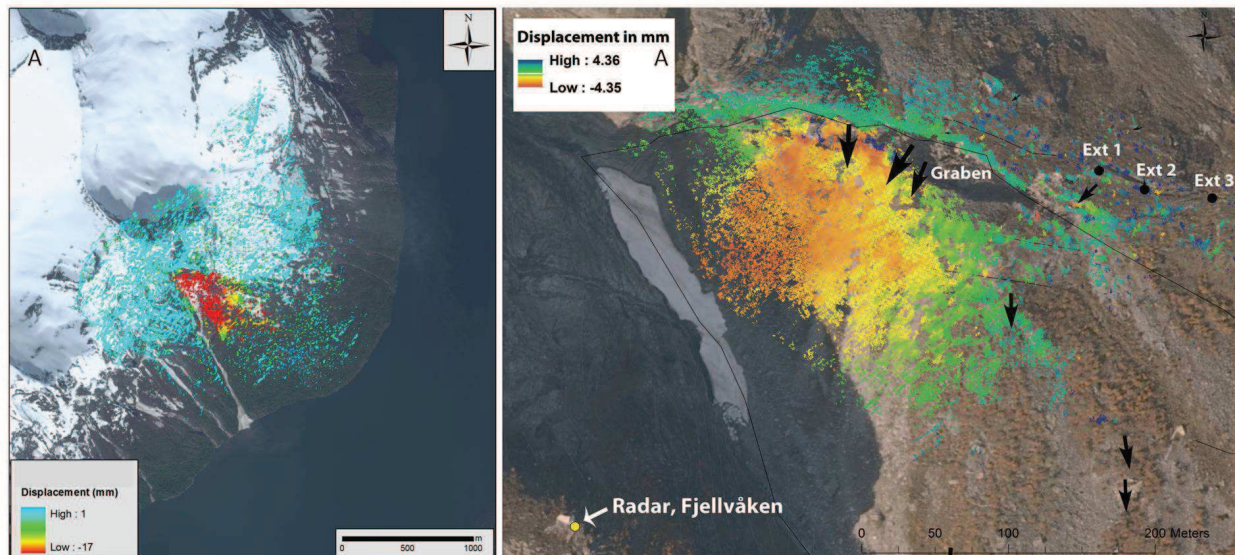 A
N
Displacement (mm)
High : 1
Low : -17
m
0 500 1000
Displacement in mm
High : 4.36
Low : -4.35
A
Ext 1
Ext 2
Ext 3
Graben
Radar, Fjellvåken
0 50 100 200 Meters